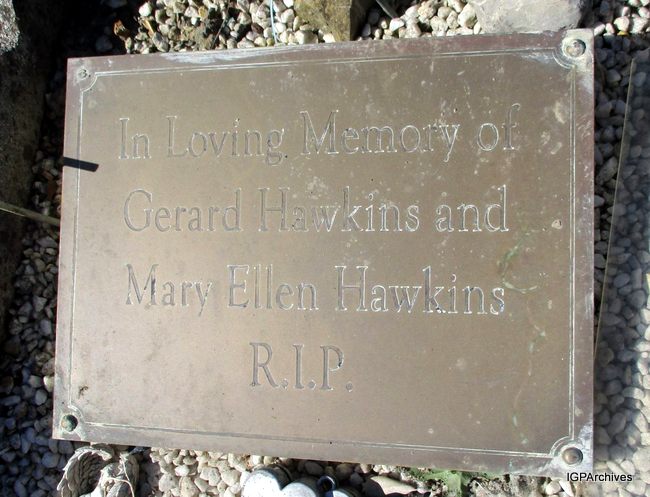 In Loving Memory of
Gerard Hawkins and
Mary Ellen Hawkins
R.I.P.
IGPArchives